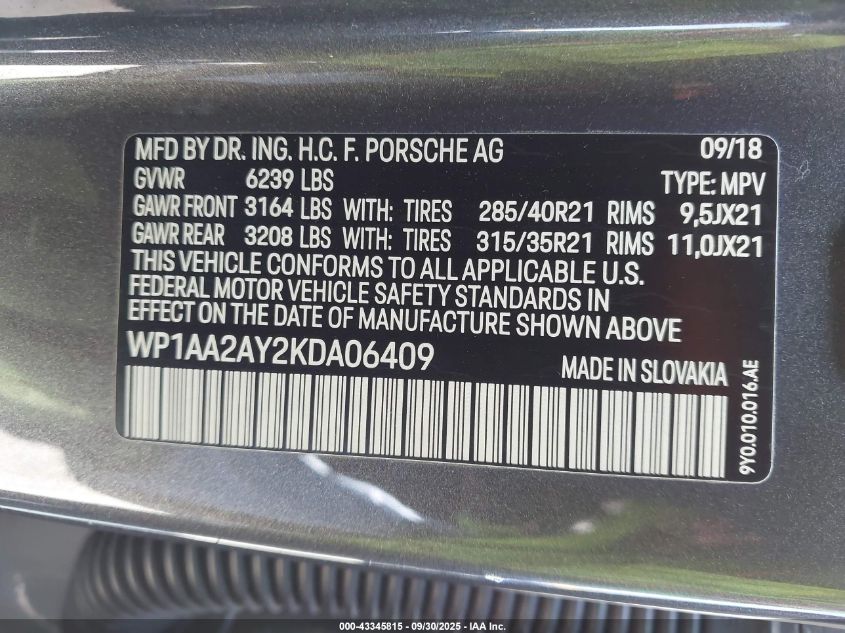 MFD BY DR. ING. H.C. F. PORSCHE AG 09/18
GVWR 6239 LBS TYPE: MPV
GAWR FRONT 3164 LBS WITH: TIRES 285/40R21 RIMS 9,5JX21
GAWR REAR 3208 LBS WITH: TIRES 315/35R21 RIMS 11,0JX21
THIS VEHICLE CONFORMS TO ALL APPLICABLE U.S.
FEDERAL MOTOR VEHICLE SAFETY STANDARDS IN
EFFECT ON THE DATE OF MANUFACTURE SHOWN ABOVE
WP1AA2AY2KDA06409 MADE IN SLOVAKIA
9Y0.010.016.AE
000-43345815 - 09/30/2025 - IAA Inc.